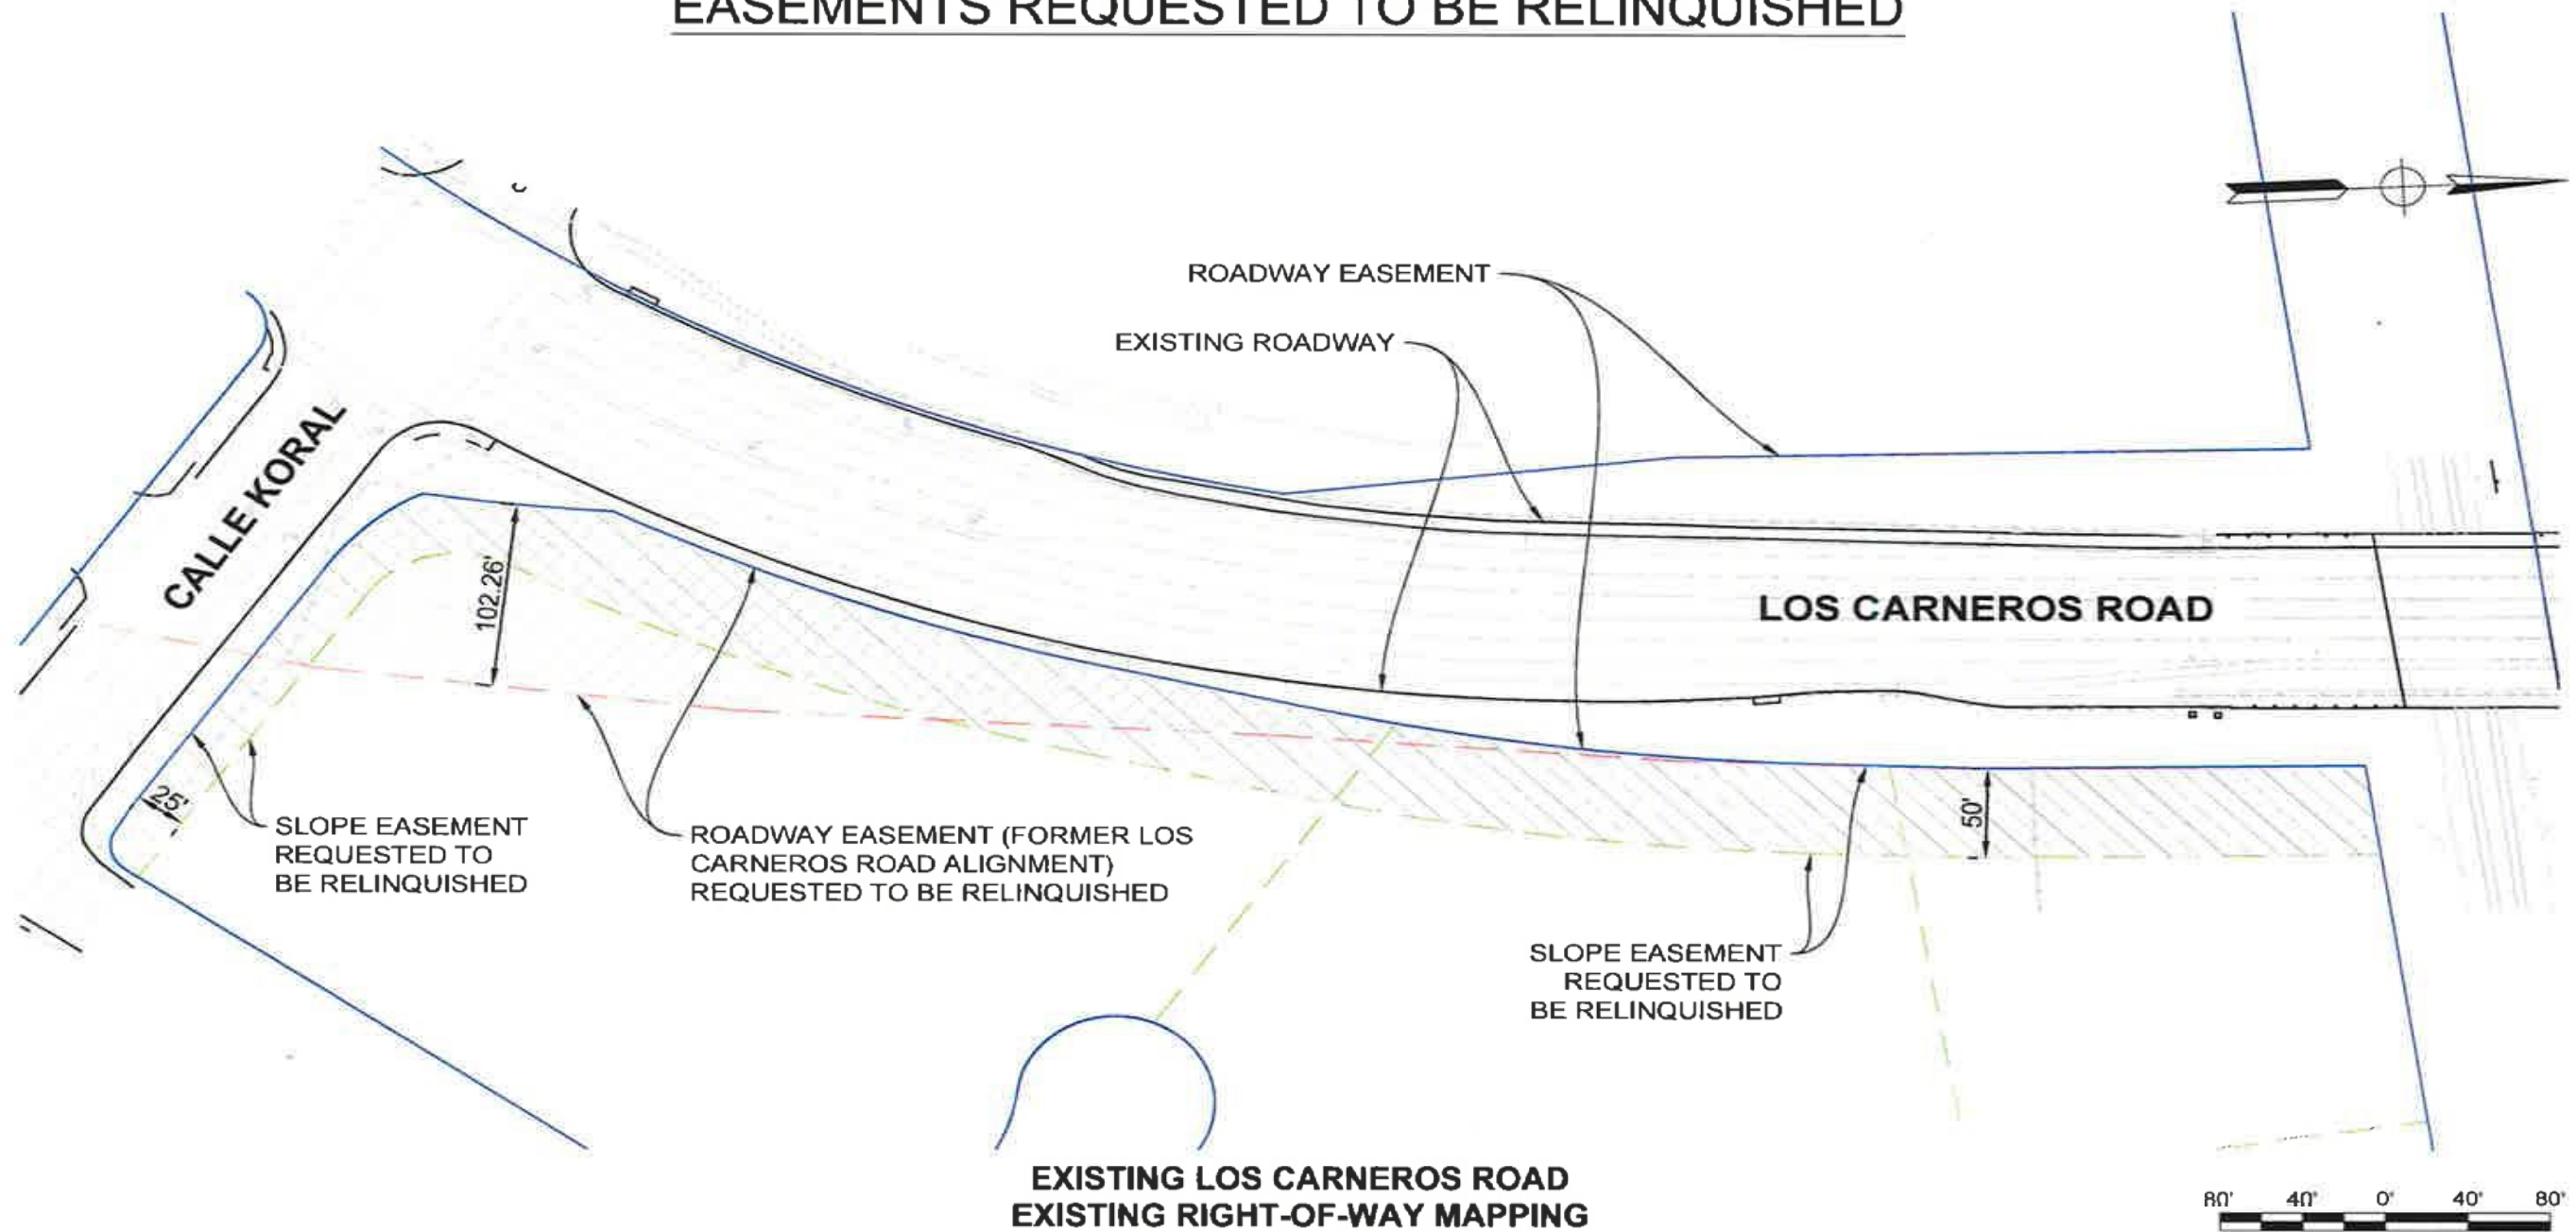 EASEMENTS REQUESTED TO BE RELINQUISHED
ROADWAY EASEMENT
EXISTING ROADWAY
CALLE KORAL
LOS CARNEROS ROAD
102.26'
25'
50'
SLOPE EASEMENT
REQUESTED TO
BE RELINQUISHED
ROADWAY EASEMENT (FORMER LOS
CARNEROS ROAD ALIGNMENT)
REQUESTED TO BE RELINQUISHED
SLOPE EASEMENT
REQUESTED TO
BE RELINQUISHED
EXISTING LOS CARNEROS ROAD
EXISTING RIGHT-OF-WAY MAPPING
80' 40' 0' 40' 80'